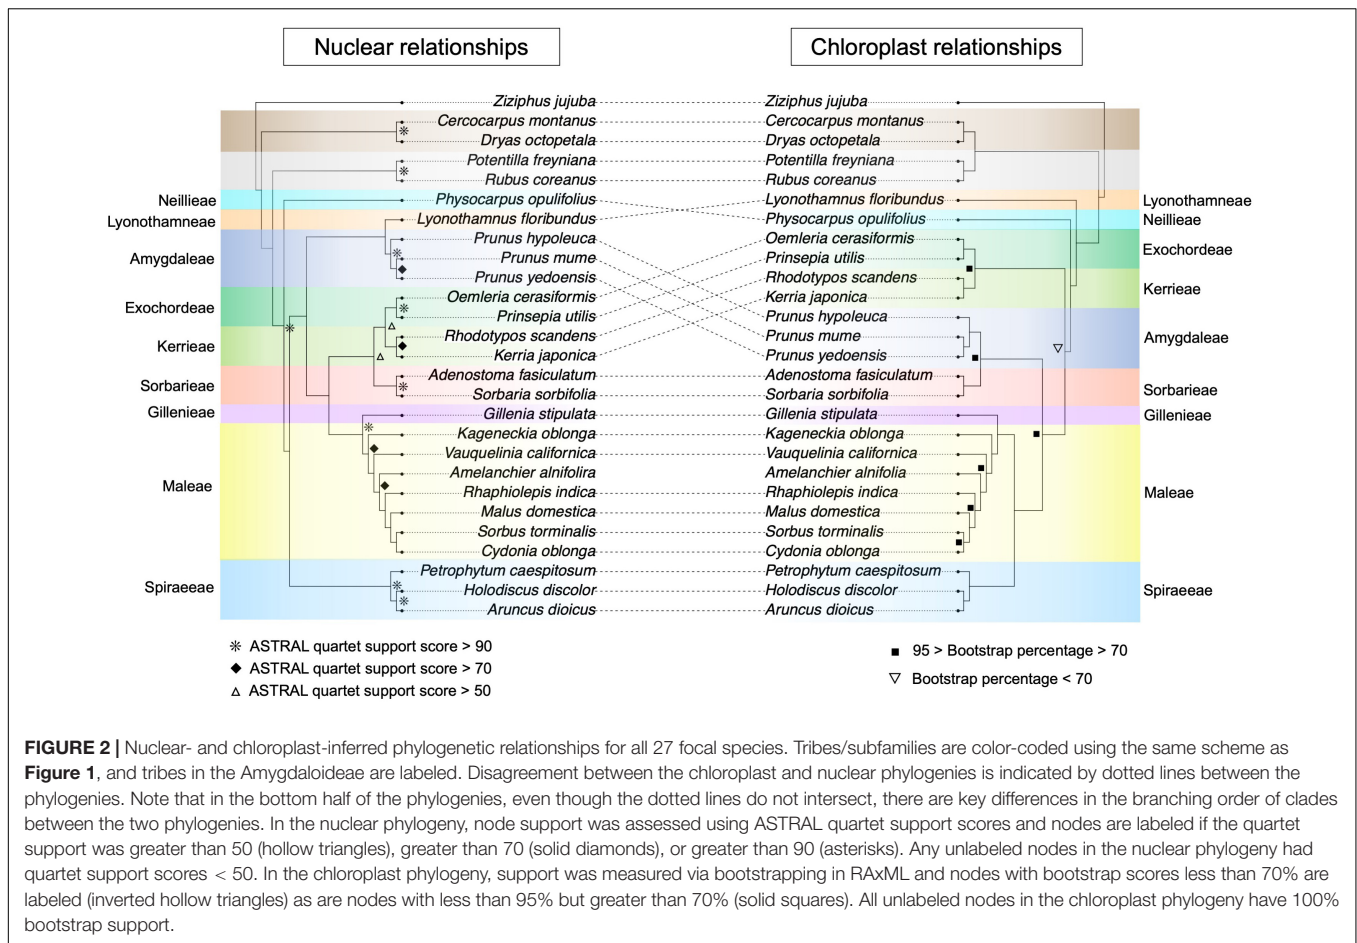 Nuclear relationships
Chloroplast relationships
Ziziphus jujuba
Cercocarpus montanus
Dryas octopetala
Potentilla freyniana
Rubus coreanus
Physocarpus opulifolius
Lyonothamnus floribundus
Prunus hypoleuca
Prunus mume
Prunus yedoensis
Oemleria cerasiformis
Prinsepia utilis
Rhodotypos scandens
Kerria japonica
Adenostoma fasiculatum
Sorbaria sorbifolia
Gillenia stipulata
Kageneckia oblonga
Vauquelinia californica
Amelanchier alnifolira
Rhaphiolepis indica
Malus domestica
Sorbus torminalis
Cydonia oblonga
Petrophytum caespitosum
Holodiscus discolor
Aruncus dioicus
Neillieae
Lyonothamneae
Amygdaleae
Exochordeae
Kerrieae
Sorbarieae
Gillenieae
Maleae
Spiraeeae
Ziziphus jujuba
Cercocarpus montanus
Dryas octopetala
Potentilla freyniana
Rubus coreanus
Lyonothamnus floribundus
Physocarpus opulifolius
Oemleria cerasiformis
Prinsepia utilis
Rhodotypos scandens
Kerria japonica
Prunus hypoleuca
Prunus mume
Prunus yedoensis
Adenostoma fasiculatum
Sorbaria sorbifolia
Gillenia stipulata
Kageneckia oblonga
Vauquelinia californica
Amelanchier alnifolia
Rhaphiolepis indica
Malus domestica
Sorbus torminalis
Cydonia oblonga
Petrophytum caespitosum
Holodiscus discolor
Aruncus dioicus
Lyonothamneae
Neillieae
Exochordeae
Kerrieae
Amygdaleae
Sorbarieae
Gillenieae
Maleae
Spiraeeae
ASTRAL quartet support score > 90
ASTRAL quartet support score > 70
ASTRAL quartet support score > 50
95 > Bootstrap percentage > 70
Bootstrap percentage < 70
FIGURE 2 | Nuclear- and chloroplast-inferred phylogenetic relationships for all 27 focal species. Tribes/subfamilies are color-coded using the same scheme as
Figure 1, and tribes in the Amygdaloideae are labeled. Disagreement between the chloroplast and nuclear phylogenies is indicated by dotted lines between the
phylogenies. Note that in the bottom half of the phylogenies, even though the dotted lines do not intersect, there are key differences in the branching order of clades
between the two phylogenies. In the nuclear phylogeny, node support was assessed using ASTRAL quartet support scores and nodes are labeled if the quartet
support was greater than 50 (hollow triangles), greater than 70 (solid diamonds), or greater than 90 (asterisks). Any unlabeled nodes in the nuclear phylogeny had
quartet support scores < 50. In the chloroplast phylogeny, support was measured via bootstrapping in RAxML and nodes with bootstrap scores less than 70% are
labeled (inverted hollow triangles) as are nodes with less than 95% but greater than 70% (solid squares). All unlabeled nodes in the chloroplast phylogeny have 100%
bootstrap support.